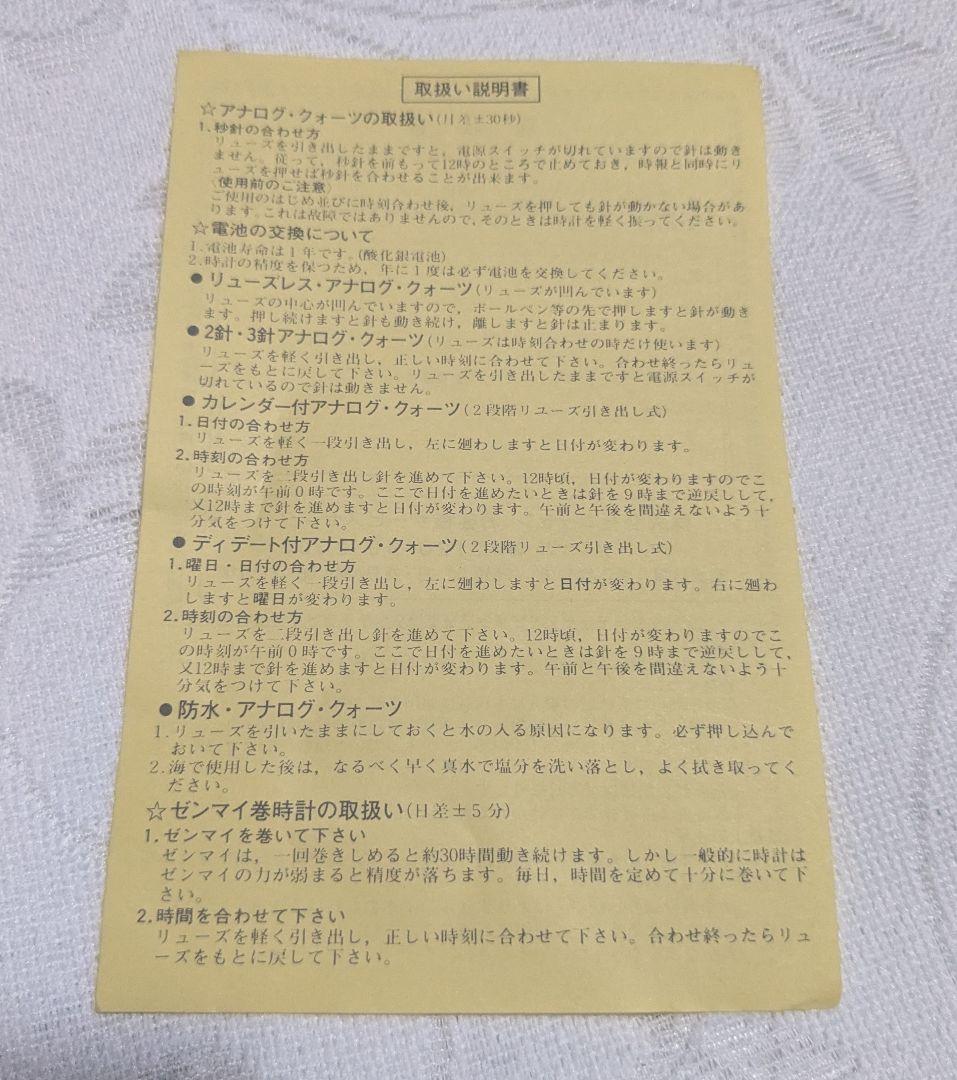 取扱い説明書
☆アナログ・クォーツの取扱い(月差±30秒)
1.秒針の合わせ方
リューズを引き出したままですと，電源スイッチが切れていますので針は動き
ません。従って，秒針を前もって12時のところで止めておき，時報と同時にリ
ューズを押せば秒針を合わせることが出来ます。
〈使用前のご注意〉
ご使用のはじめ並びに時刻合わせ後，リューズを押しても針が動かない場合があ
ります。これは故障ではありませんので、そのときは時計を軽く振ってください。
☆電池の交換について
1.電池寿命は1年です。(酸化銀電池)
2.時計の精度を保つため，年に1度は必ず電池を交換してください。
●リューズレス・アナログ・クォーツ(リューズが凹んでいます)
リューズの中心が凹んでいますので，ボールペン等の先で押しますと針が動き
ます。押し続けますと針も動き続け，離しますと針は止まります。
●2針・3針アナログ・クォーツ(リューズは時刻合わせの時だけ使います)
リューズを軽く引き出し，正しい時刻に合わせて下さい。合わせ終ったらリュ
ーズをもとに戻して下さい。リューズを引き出したままですと電源スイッチが
切れているので針は動きません。
●カレンダー付アナログ・クォーツ(2段階リューズ引き出し式)
1.日付の合わせ方
リューズを軽く一段引き出し，左に廻わしますと日付が変わります。
2.時刻の合わせ方
リューズを二段引き出し針を進めて下さい。12時頃，日付が変わりますのでこ
の時刻が午前0時です。ここで日付を進めたいときは針を9時まで逆戻しして，
又12時まで針を進めますと日付が変わります。午前と午後を間違えないよう十
分気をつけて下さい。
●ディデート付アナログ・クォーツ(2段階リューズ引き出し式)
1.曜日・日付の合わせ方
リューズを軽く一段引き出し，左に廻わしますと日付が変わります。右に廻わ
しますと曜日が変わります。
2.時刻の合わせ方
リューズを二段引き出し針を進めて下さい。12時頃，日付が変わりますのでこ
の時刻が午前0時です。ここで日付を進めたいときは針を9時まで逆戻しして，
又12時まで針を進めますと日付が変わります。午前と午後を間違えないよう十
分気をつけて下さい。
●防水・アナログ・クォーツ
1.リューズを引いたままにしておくと水の入る原因になります。必ず押し込んで
おいて下さい。
2.海で使用した後は，なるべく早く真水で塩分を洗い落とし，よく拭き取ってく
ださい。
☆ゼンマイ巻時計の取扱い(日差±5分)
1.ゼンマイを巻いて下さい
ゼンマイは，一回巻きしめると約30時間動き続けます。しかし一般的に時計は
ゼンマイの力が弱まると精度が落ちます。毎日，時間を定めて十分に巻いて下
さい。
2.時間を合わせて下さい
リューズを軽く引き出し，正しい時刻に合わせて下さい。合わせ終ったらリュ
ーズをもとに戻して下さい。